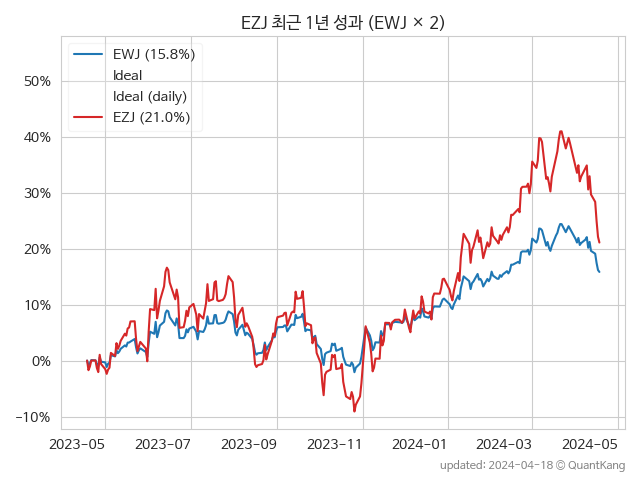 EZJ 최근 1년 성과 (EWJ × 2)
EWJ (15.8%)
Ideal
Ideal (daily)
EZJ (21.0%)
50%
40%
30%
20%
10%
0%
−10%
2023−05 2023−07 2023−09 2023−11 2024−01 2024−03 2024−05
updated: 2024−04−18 © QuantKang